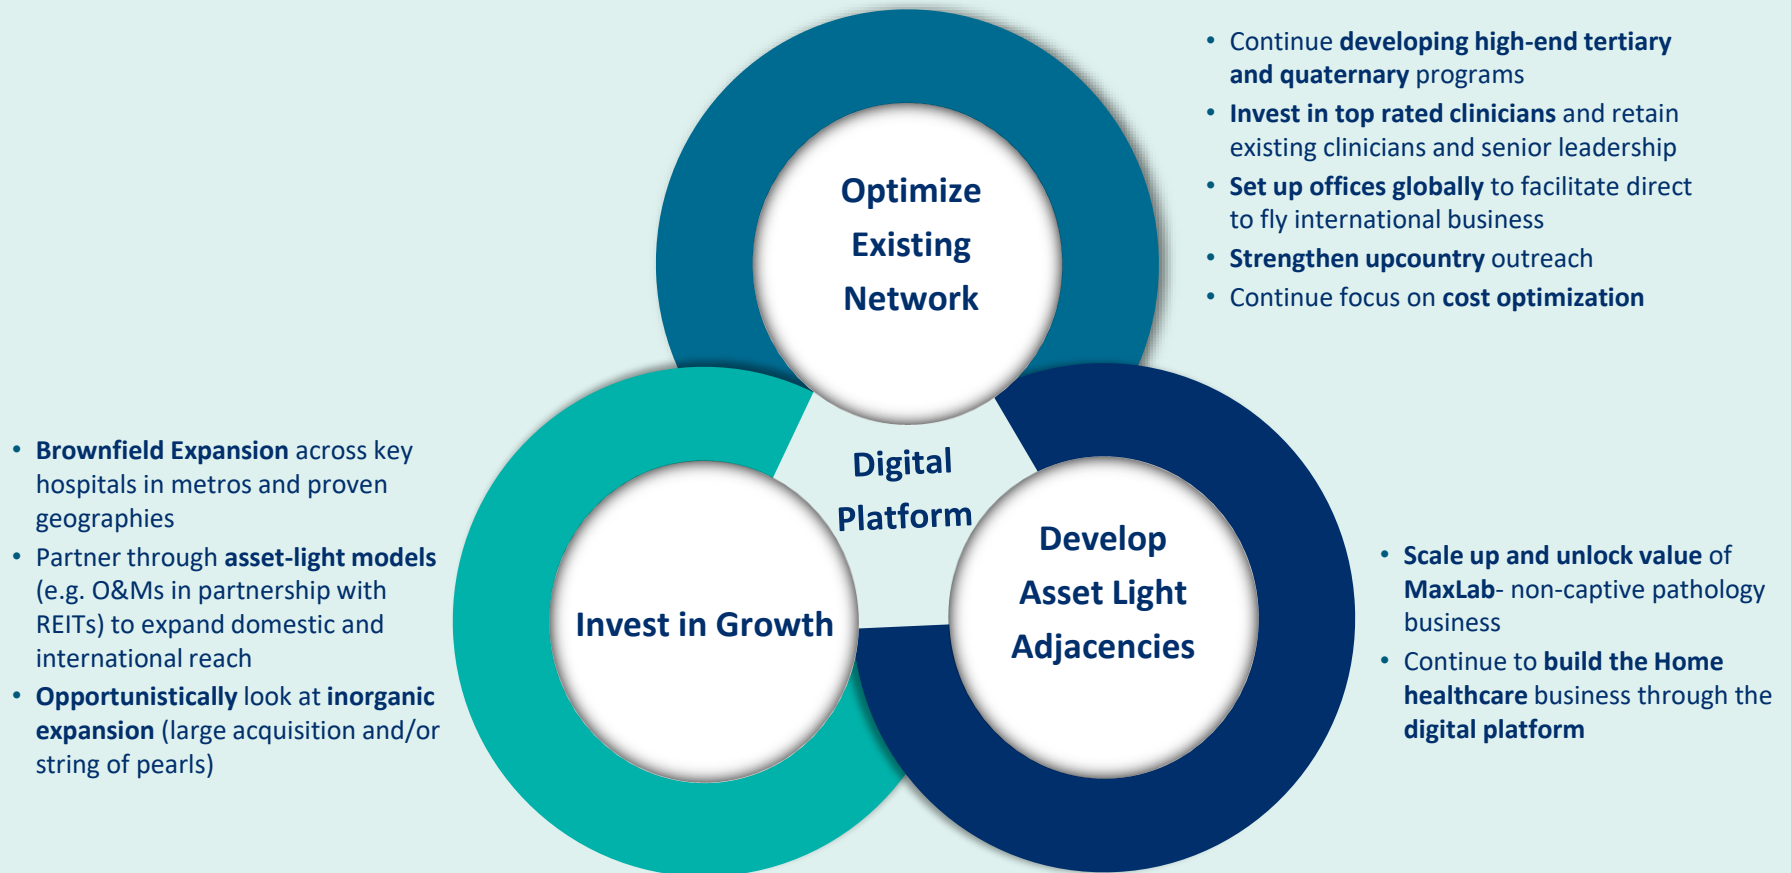 • Continue developing high-end tertiary
and quaternary programs
• Invest in top rated clinicians and retain
existing clinicians and senior leadership
• Set up offices globally to facilitate direct
to fly international business
• Strengthen upcountry outreach
• Continue focus on cost optimization
Optimize
Existing
Network
Digital
Platform
• Brownfield Expansion across key
hospitals in metros and proven
geographies
• Partner through asset-light models
(e.g. O&Ms in partnership with
REITs) to expand domestic and
international reach
• Opportunistically look at inorganic
expansion (large acquisition and/or
string of pearls)
Invest in Growth
Develop
Asset Light
Adjacencies
• Scale up and unlock value of
MaxLab- non-captive pathology
business
• Continue to build the Home
healthcare business through the
digital platform